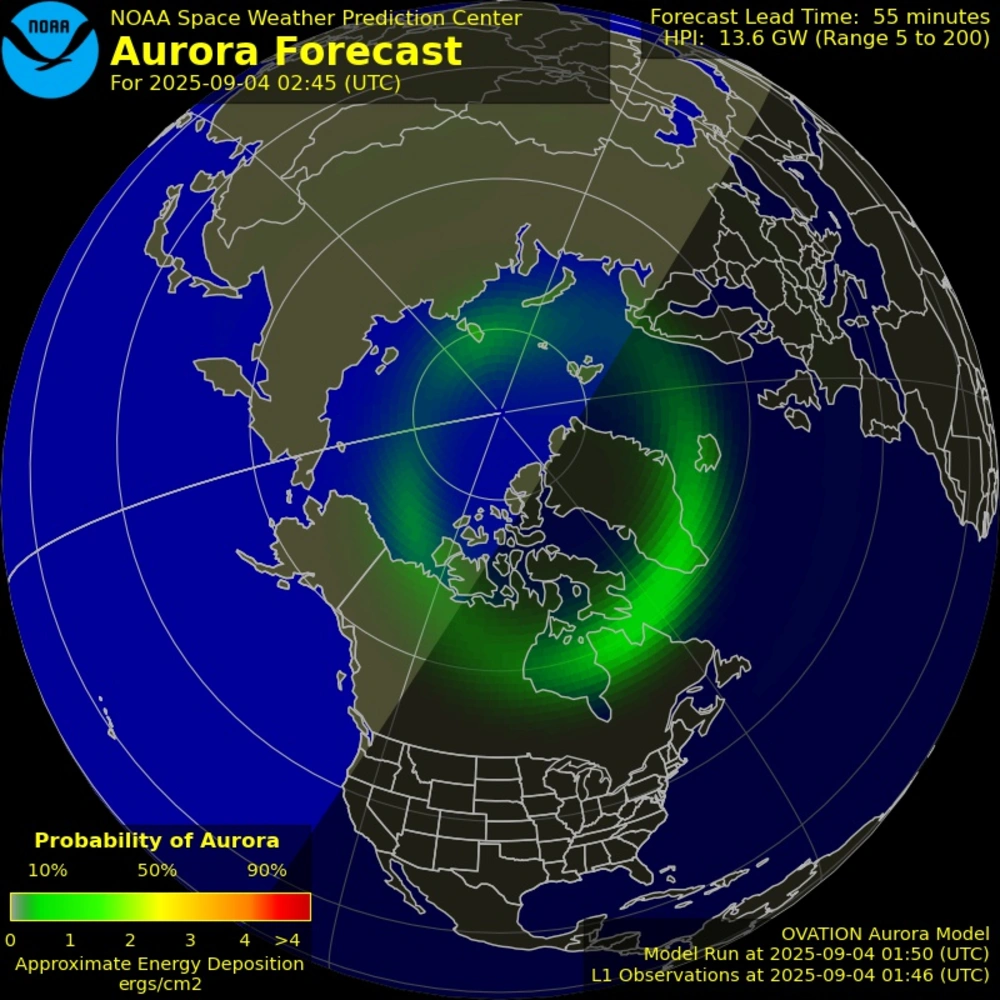 NOAA
NOAA Space Weather Prediction Center
Aurora Forecast
For 2025-09-04 02:45 (UTC)
Forecast Lead Time: 55 minutes
HPI: 13.6 GW (Range 5 to 200)
Probability of Aurora
10% 50% 90%
0 1 2 3 4 >4
Approximate Energy Deposition
ergs/cm2
OVATION Aurora Model
Model Run at 2025-09-04 01:50 (UTC)
L1 Observations at 2025-09-04 01:46 (UTC)